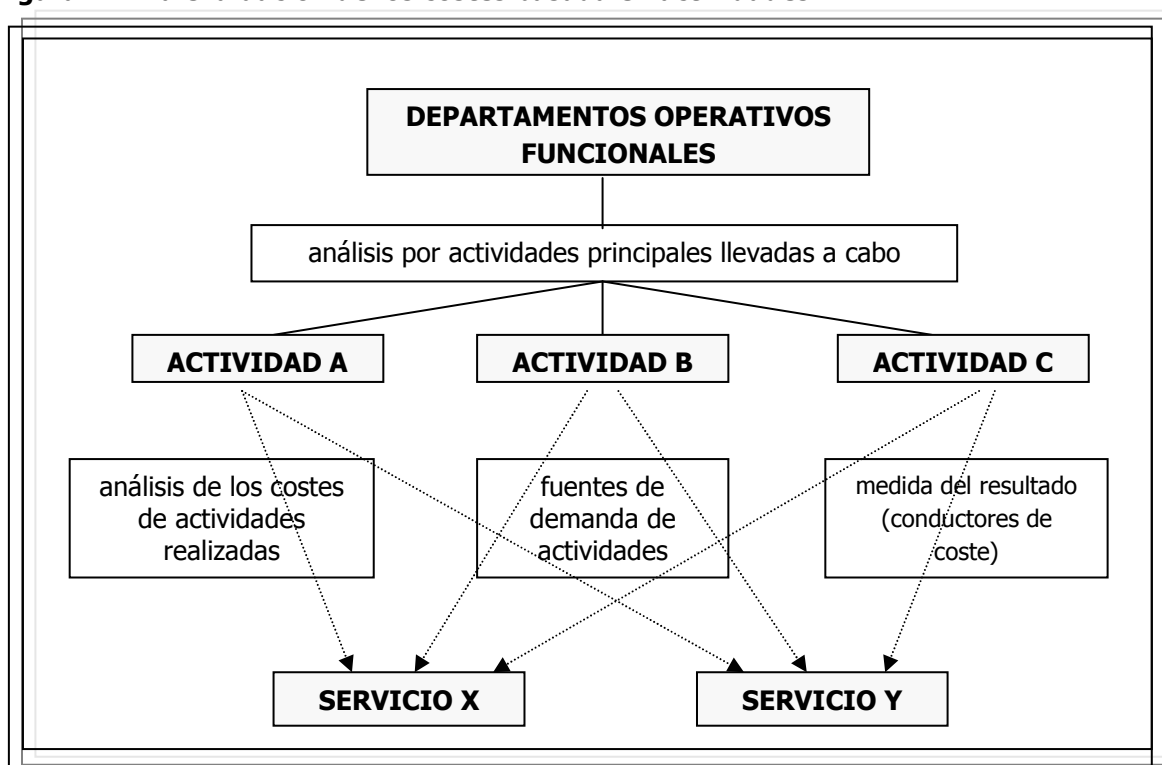 DEPARTAMENTOS OPERATIVOS
FUNCIONALES
análisis por actividades principales llevadas a cabo
ACTIVIDAD A
ACTIVIDAD B
ACTIVIDAD C
análisis de los costes
de actividades
realizadas
fuentes de
demanda de
actividades
medida del resultado
(conductores de
coste)
SERVICIO X
SERVICIO Y